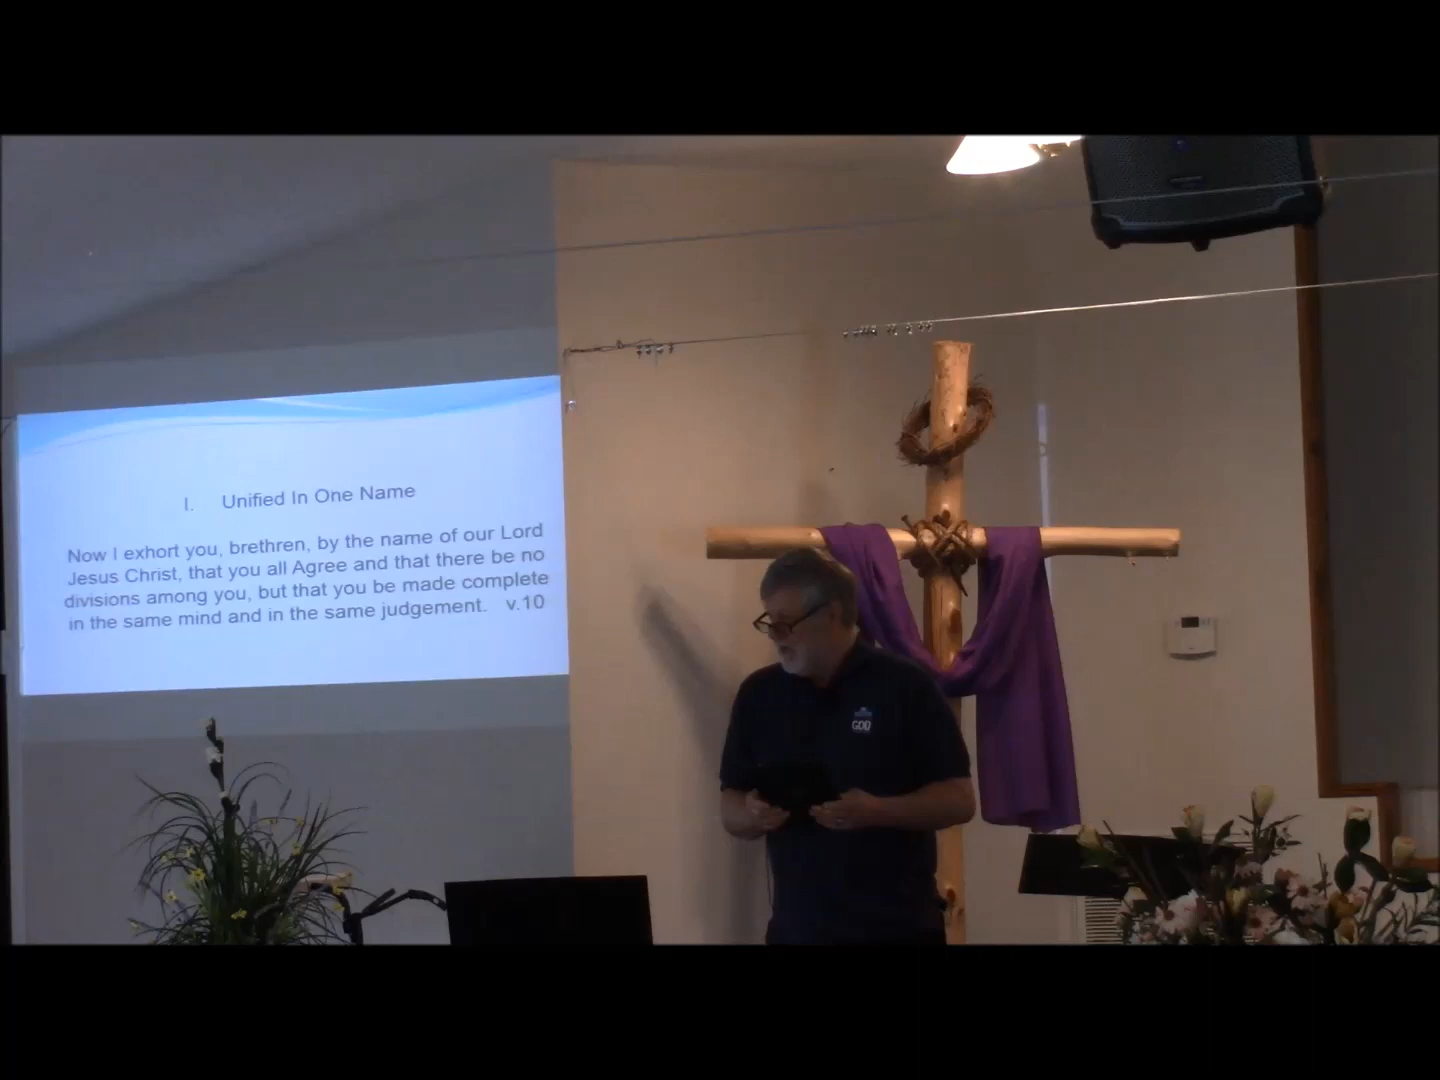 I. Unified In One Name
Now I exhort you, brethren, by the name of our Lord
Jesus Christ, that you all Agree and that there be no
divisions among you, but that you be made complete
in the same mind and in the same judgement. v.10
GOD